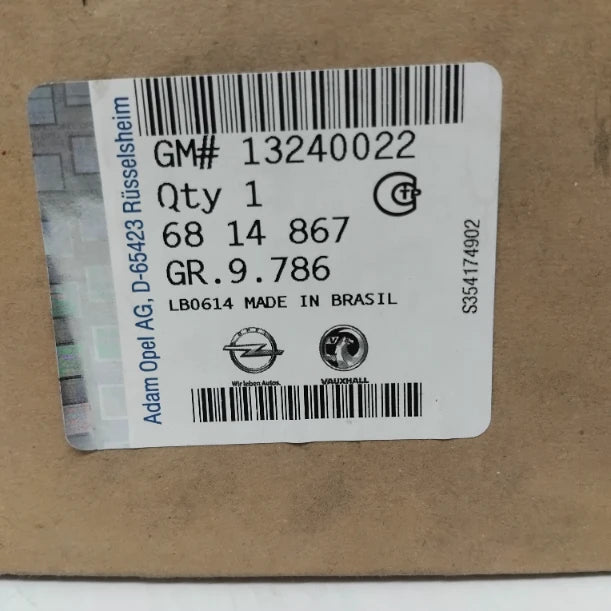 Adam Opel AG, D-65423 Rüsselsheim
GM# 13240022
Qty 1
68 14 867
GR.9.786
LB0614 MADE IN BRASIL
S354174902
OPEL
Wir leben Autos.
VAUXHALL